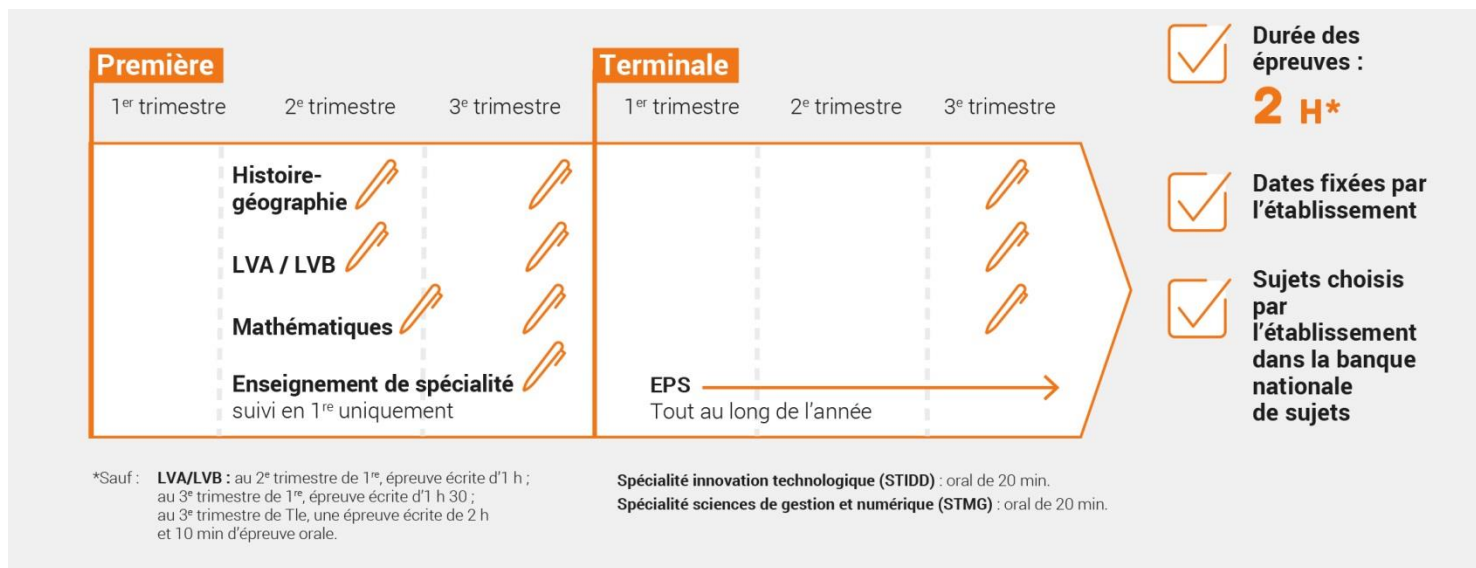 Première
1er trimestre
2e trimestre
3e trimestre
Terminale
1er trimestre
2e trimestre
3e trimestre
Histoire-
géographie
LVA / LVB
Mathématiques
Enseignement de spécialité
suivi en 1re uniquement
EPS
Tout au long de l'année
Durée des
épreuves :
2 H*
Dates fixées par
l'établissement
Sujets choisis
par
l'établissement
dans la banque
nationale
de sujets
*Sauf : LVA/LVB : au 2e trimestre de 1re, épreuve écrite d'1 h ;
au 3e trimestre de 1re, épreuve écrite d'1 h 30 ;
au 3e trimestre de Tle, une épreuve écrite de 2 h
et 10 min d'épreuve orale.
Spécialité innovation technologique (STIDD) : oral de 20 min.
Spécialité sciences de gestion et numérique (STMG) : oral de 20 min.